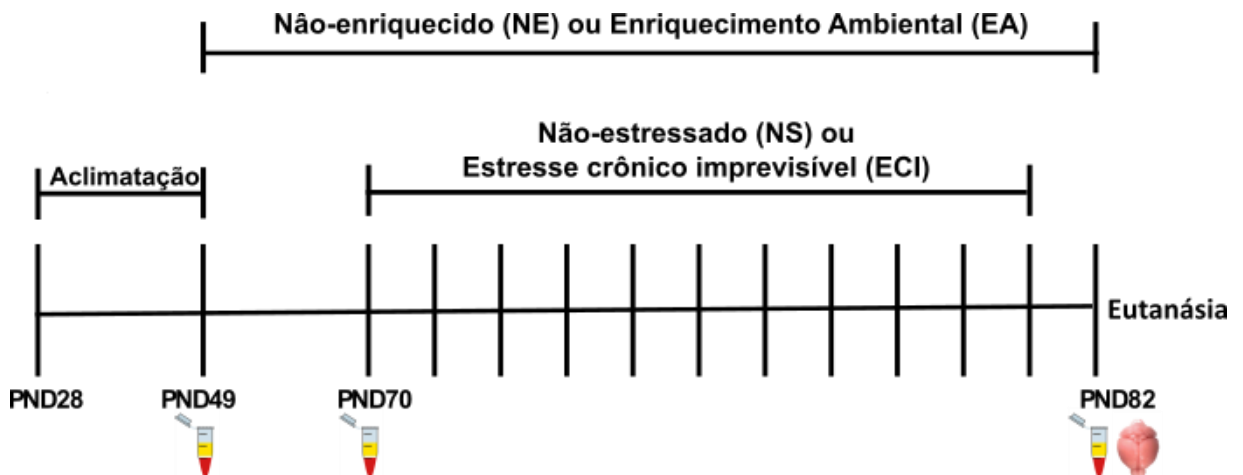 Nâo-enriquecido (NE) ou Enriquecimento Ambiental (EA)
Não-estressado (NS) ou
Estresse crônico imprevisível (ECI)
Aclimatação
Eutanásia
PND28
PND49
PND70
PND82